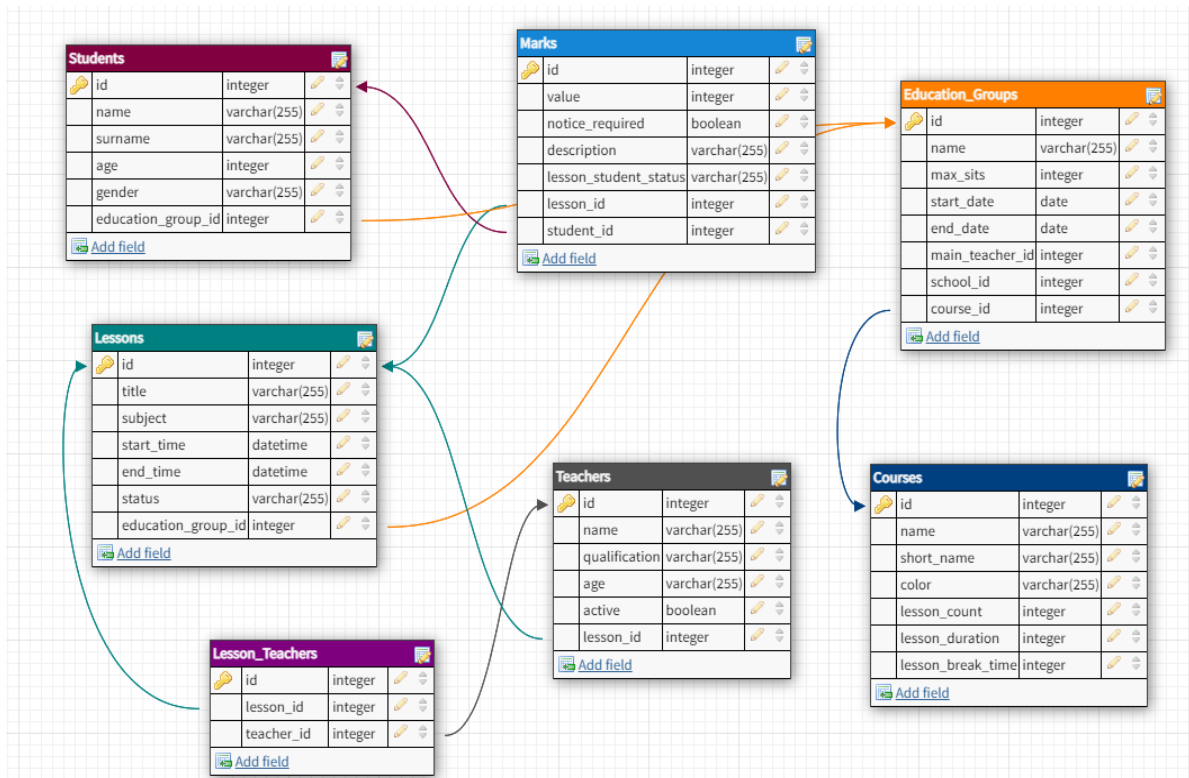 Students
id integer
name varchar(255)
surname varchar(255)
age integer
gender varchar(255)
education_group_id integer
Add field
Marks
id integer
value integer
notice_required boolean
description varchar(255)
lesson_student_status varchar(255)
lesson_id integer
student_id integer
Add field
Education_Groups
id integer
name varchar(255)
max_sits integer
start_date date
end_date date
main_teacher_id integer
school_id integer
course_id integer
Add field
Lessons
id integer
title varchar(255)
subject varchar(255)
start_time datetime
end_time datetime
status varchar(255)
education_group_id integer
Add field
Teachers
id integer
name varchar(255)
qualification varchar(255)
age varchar(255)
active boolean
lesson_id integer
Add field
Courses
id integer
name varchar(255)
short_name varchar(255)
color varchar(255)
lesson_count integer
lesson_duration integer
lesson_break_time integer
Add field
Lesson_Teachers
id integer
lesson_id integer
teacher_id integer
Add field